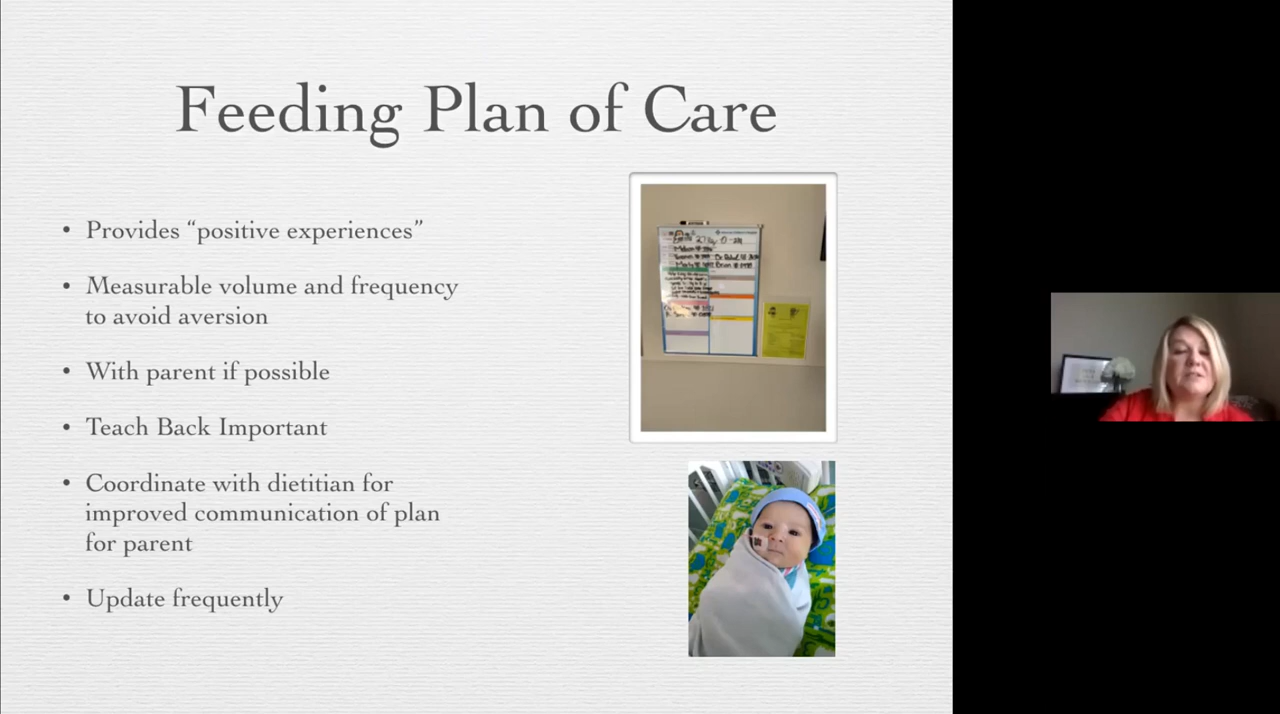 Feeding Plan of Care
• Provides “positive experiences”
• Measurable volume and frequency
to avoid aversion
• With parent if possible
• Teach Back Important
• Coordinate with dietitian for
improved communication of plan
for parent
• Update frequently